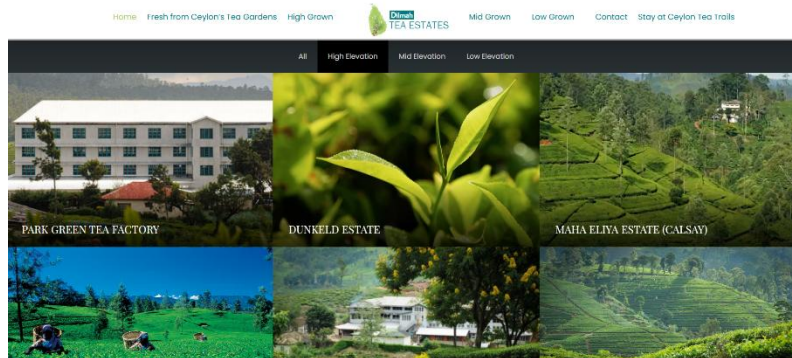 Home Fresh from Ceylon's Tea Gardens High Grown Dilmah Mid Grown Low Grown Contact Stay at Ceylon Tea Trails
TEA ESTATES
All High Elevation Mid Elevation Low Elevation
PARK GREEN TEA FACTORY DUNKELD ESTATE MAHA ELIYA ESTATE (CALSAY)